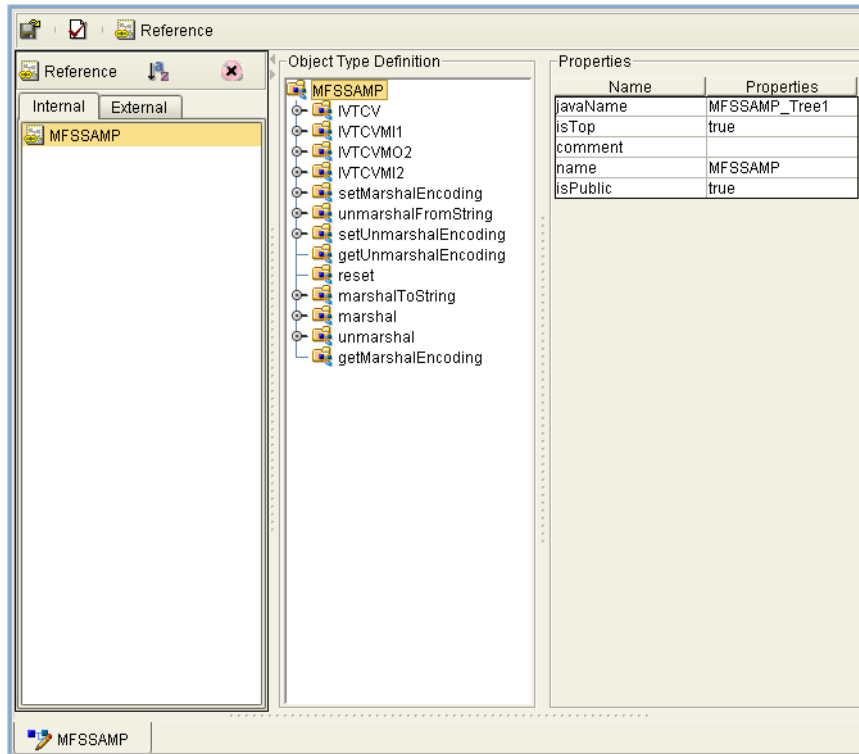 Reference
Reference
Internal External
MFSSAMP
Object Type Definition
MFSSAMP
IVTCV
IVTCVMI1
IVTCVMO2
IVTCVMI2
setMarshalEncoding
unmarshalFromString
setUnmarshalEncoding
getUnmarshalEncoding
reset
marshalToString
marshal
unmarshal
getMarshalEncoding
Properties
Name Properties
javaName MFSSAMP_Tree1
isTop true
comment
name MFSSAMP
isPublic true
MFSSAMP